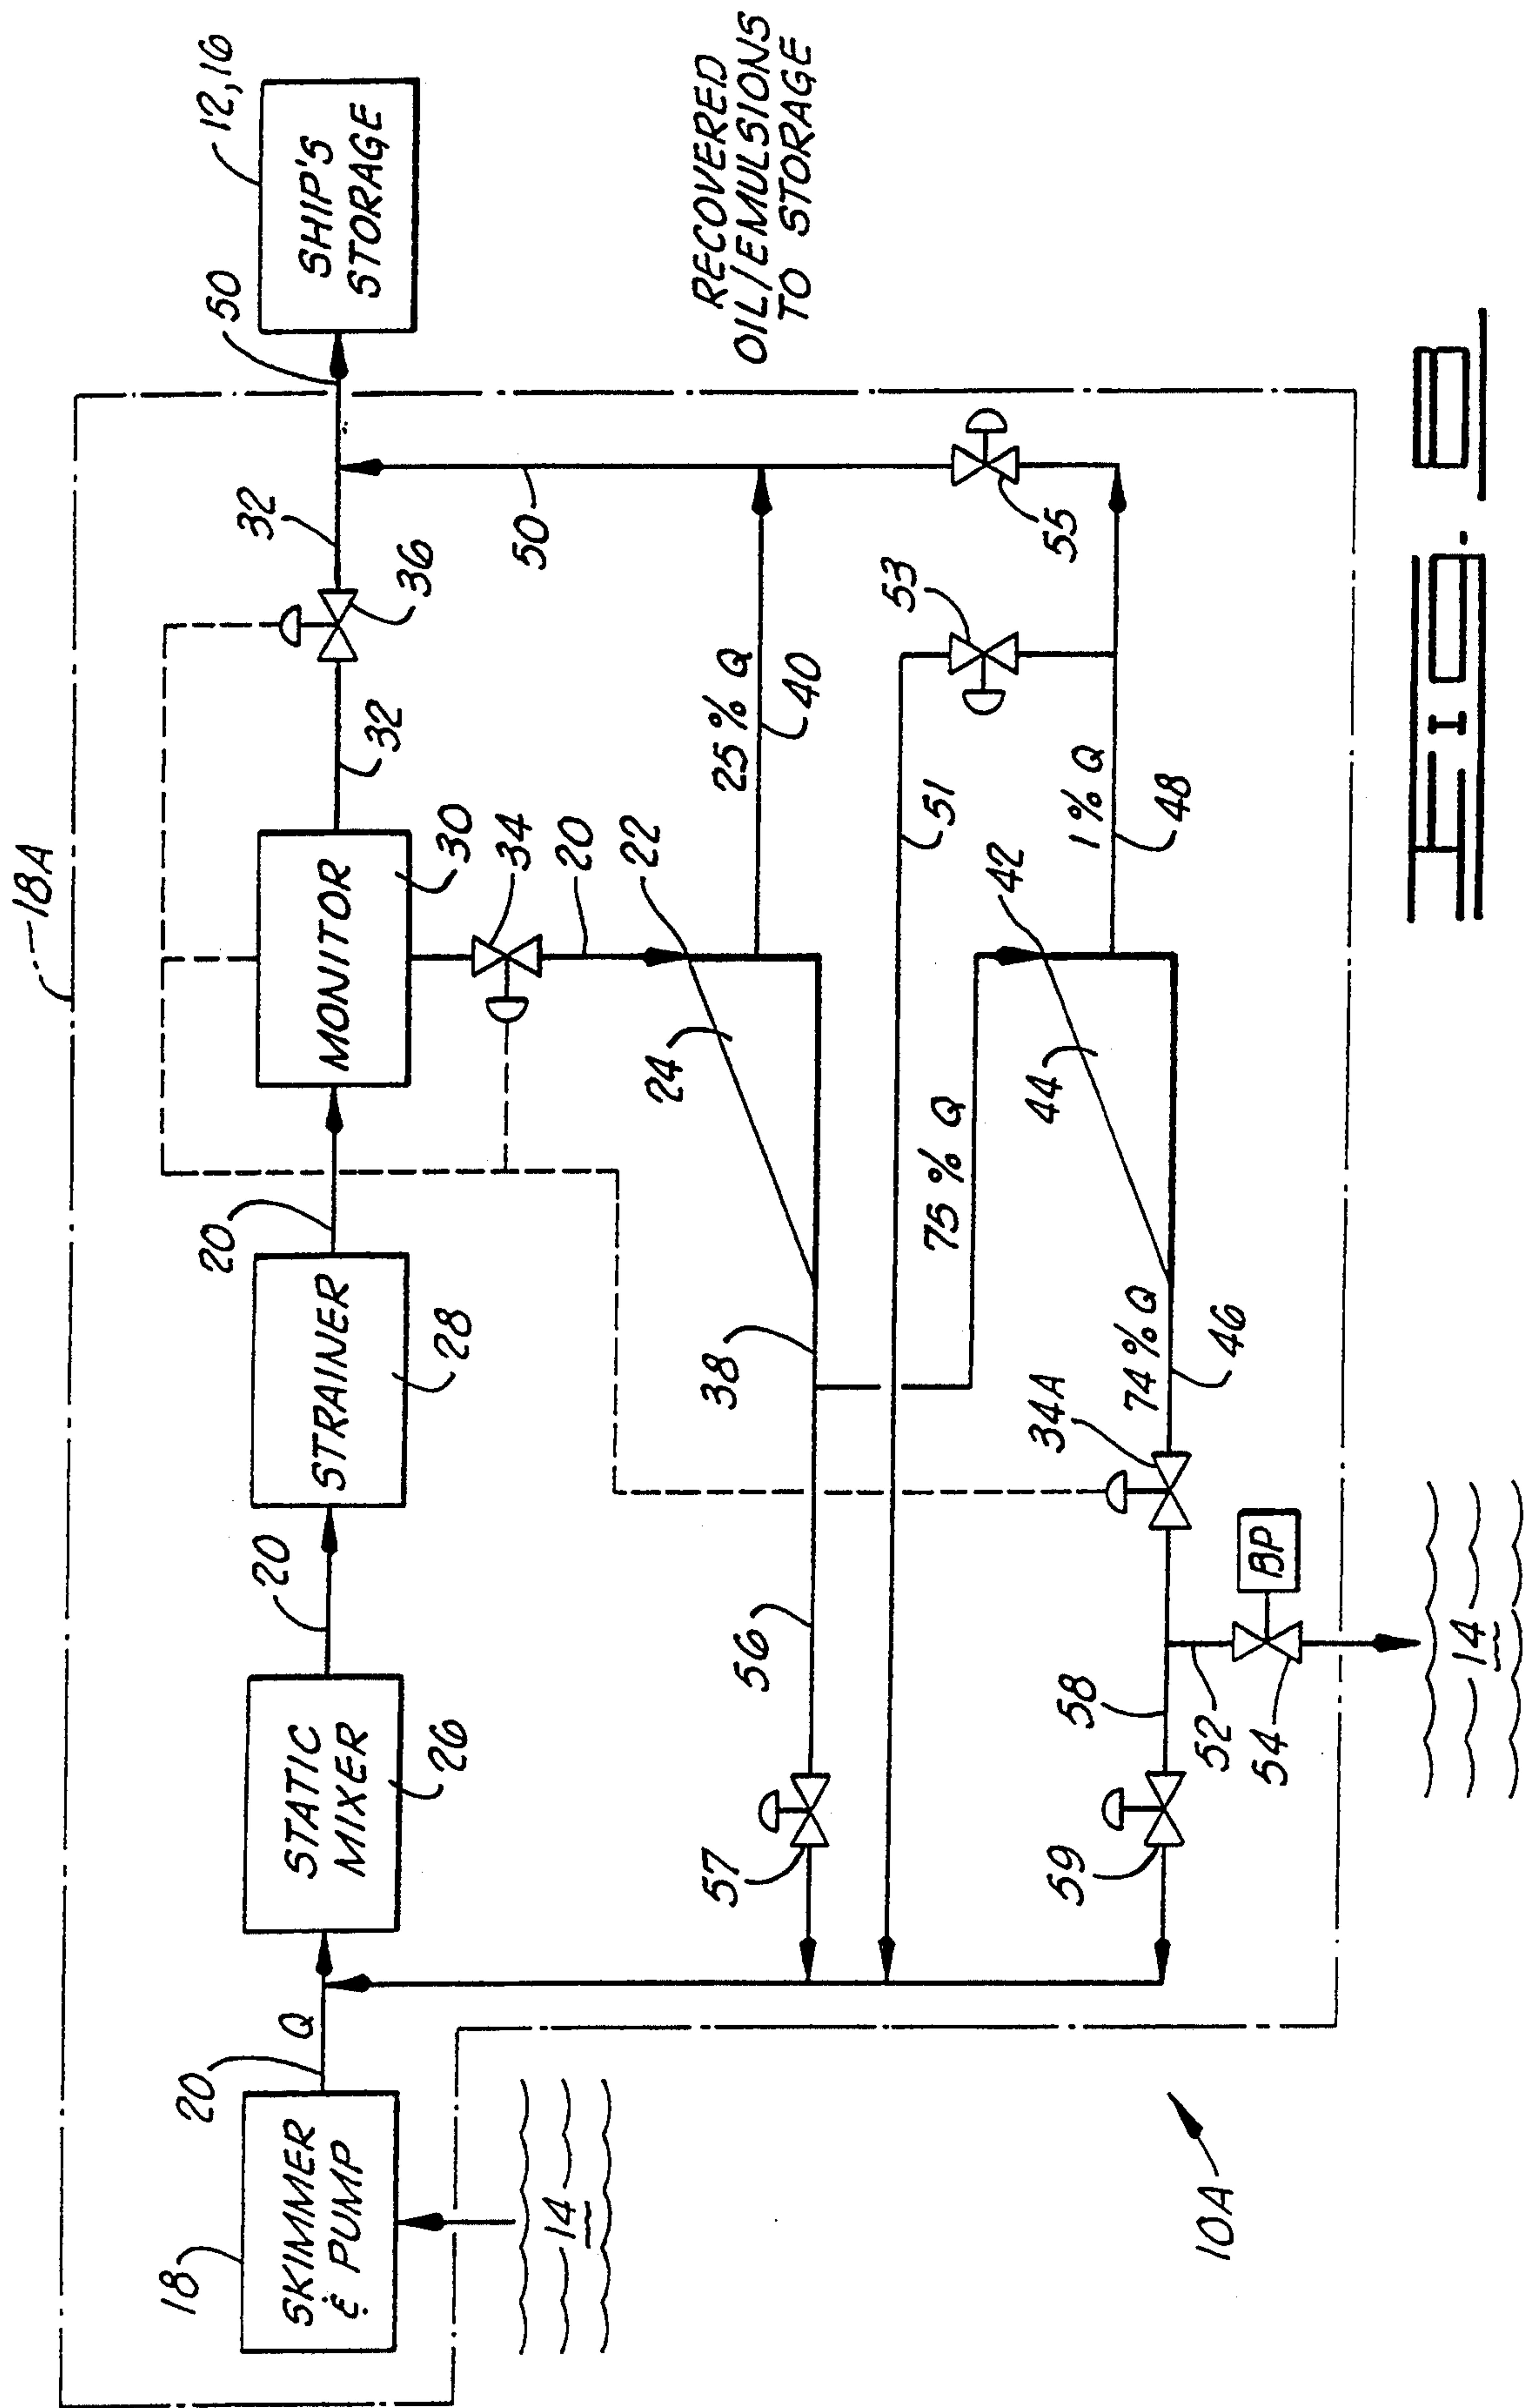 18A
12,16
SHIP'S
STORAGE
50
32
36
32
MONITOR
30
34
20
22
24
20
STRAINER
28
20
STATIC
MIXER
26
Q
20
SKIMMER
& PUMP
18
14
RECOVERED
OIL/EMULSIONS
TO STORAGE
50
25% Q
40
55
53
51
1% Q
48
42
44
75% Q
38
74% Q
46
34A
56
57
58
59
52
54
BP
14
10A